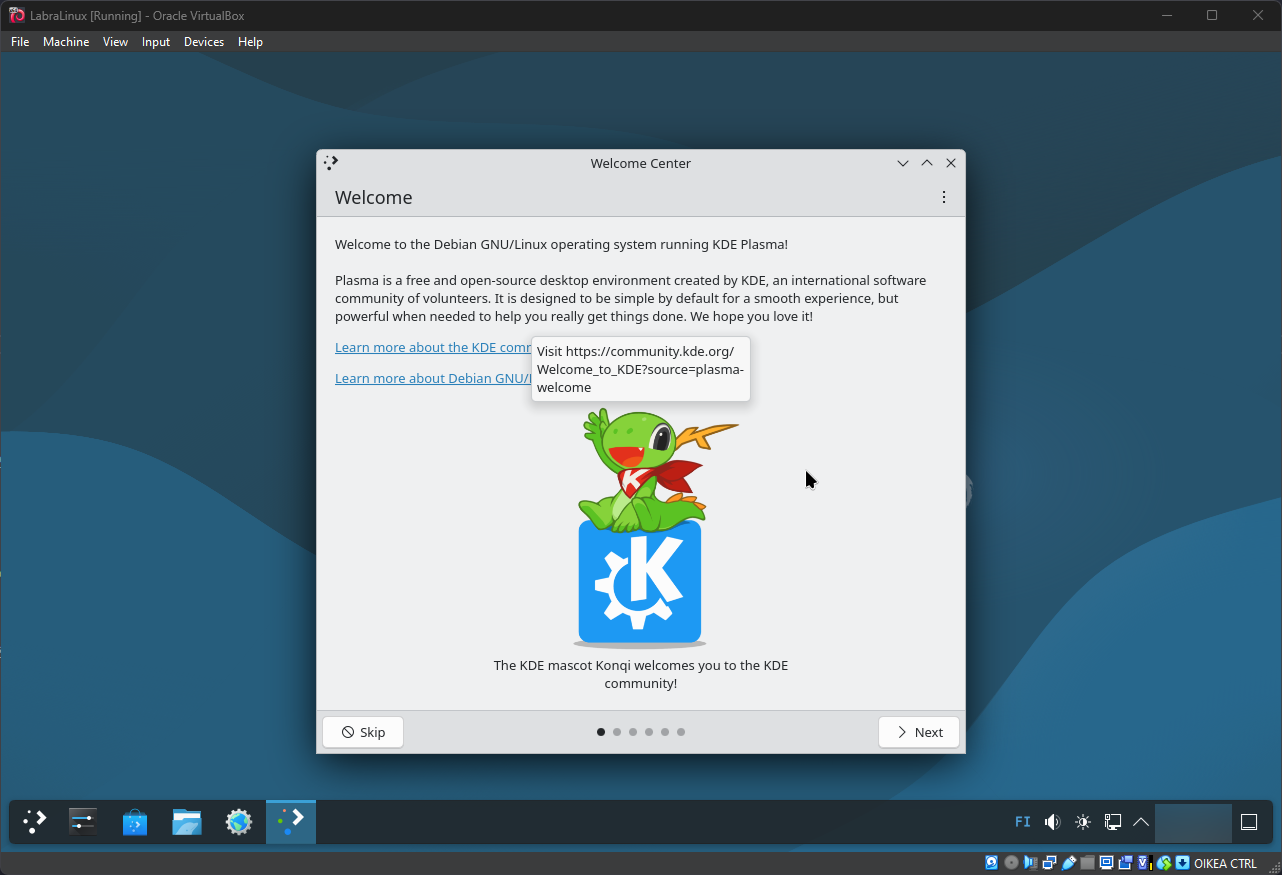 LabraLinux [Running] - Oracle VirtualBox
File Machine View Input Devices Help
Welcome Center
Welcome
Welcome to the Debian GNU/Linux operating system running KDE Plasma!
Plasma is a free and open-source desktop environment created by KDE, an international software
community of volunteers. It is designed to be simple by default for a smooth experience, but
powerful when needed to help you really get things done. We hope you love it!
Learn more about the KDE comm
Visit https://community.kde.org/
Welcome_to_KDE?source=plasma-
welcome
Learn more about Debian GNU/
K
K
The KDE mascot Konqi welcomes you to the KDE
community!
Skip
Next
FI
OIKEA CTRL